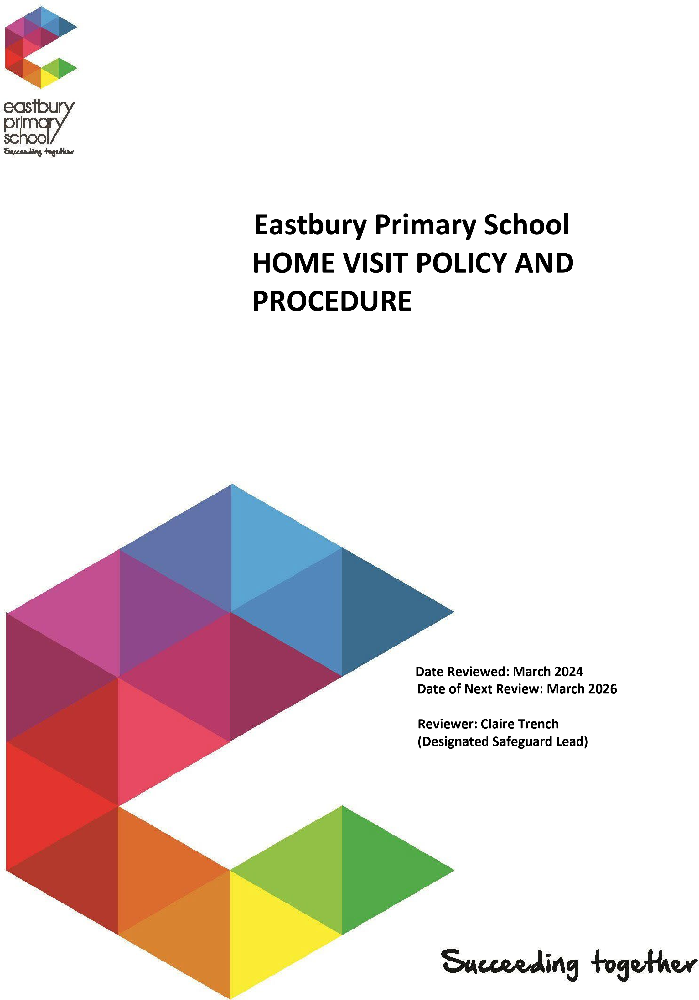 eastbury
primary
school
Succeeding together
Eastbury Primary School
HOME VISIT POLICY AND
PROCEDURE
Date Reviewed: March 2024
Date of Next Review: March 2026
Reviewer: Claire Trench
(Designated Safeguard Lead)
Succeeding together